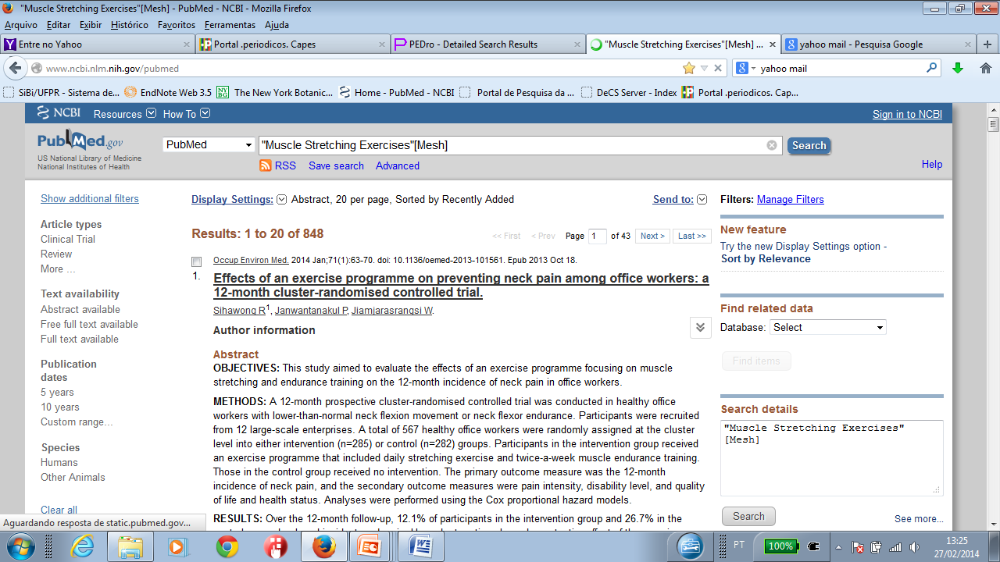 "Muscle Stretching Exercises"[Mesh] - PubMed - NCBI - Mozilla Firefox
Arquivo Editar Exibir Histórico Favoritos Ferramentas Ajuda
Entre no Yahoo
Portal .periodicos. Capes
PEDro - Detailed Search Results
"Muscle Stretching Exercises"[Mesh] ...
yahoo mail - Pesquisa Google
www.ncbi.nlm.nih.gov/pubmed
yahoo mail
SiBi/UFPR - Sistema de...
EndNote Web 3.5
The New York Botanic...
Home - PubMed - NCBI
Portal de Pesquisa da ...
DeCS Server - Index
Portal .periodicos. Cap...
NCBI Resources How To Sign in to NCBI
PubMed.gov
US National Library of Medicine
National Institutes of Health
PubMed
"Muscle Stretching Exercises"[Mesh]
Search
RSS Save search Advanced
Help
Show additional filters
Article types
Clinical Trial
Review
More ...
Text availability
Abstract available
Free full text available
Full text available
Publication
dates
5 years
10 years
Custom range...
Species
Humans
Other Animals
Clear all
Display Settings: Abstract, 20 per page, Sorted by Recently Added
Send to:
Results: 1 to 20 of 848
<< First < Prev Page 1 of 43 Next > Last >>
Occup Environ Med. 2014 Jan;71(1):63-70. doi: 10.1136/oemed-2013-101561. Epub 2013 Oct 18.
1. Effects of an exercise programme on preventing neck pain among office workers: a
12-month cluster-randomised controlled trial.
Sihawong R1, Janwantanakul P, Jiamjarasrangsi W.
Author information
Abstract
OBJECTIVES: This study aimed to evaluate the effects of an exercise programme focusing on muscle
stretching and endurance training on the 12-month incidence of neck pain in office workers.
METHODS: A 12-month prospective cluster-randomised controlled trial was conducted in healthy office
workers with lower-than-normal neck flexion movement or neck flexor endurance. Participants were recruited
from 12 large-scale enterprises. A total of 567 healthy office workers were randomly assigned at the cluster
level into either intervention (n=285) or control (n=282) groups. Participants in the intervention group received
an exercise programme that included daily stretching exercise and twice-a-week muscle endurance training.
Those in the control group received no intervention. The primary outcome measure was the 12-month
incidence of neck pain, and the secondary outcome measures were pain intensity, disability level, and quality
of life and health status. Analyses were performed using the Cox proportional hazard models.
RESULTS: Over the 12-month follow-up, 12.1% of participants in the intervention group and 26.7% in the
Filters: Manage Filters
New feature
Try the new Display Settings option -
Sort by Relevance
Find related data
Database: Select
Find items
Search details
"Muscle Stretching Exercises"
[Mesh]
Search
See more...
Aguardando resposta de static.pubmed.gov...
PT
100%
13:25
27/02/2014